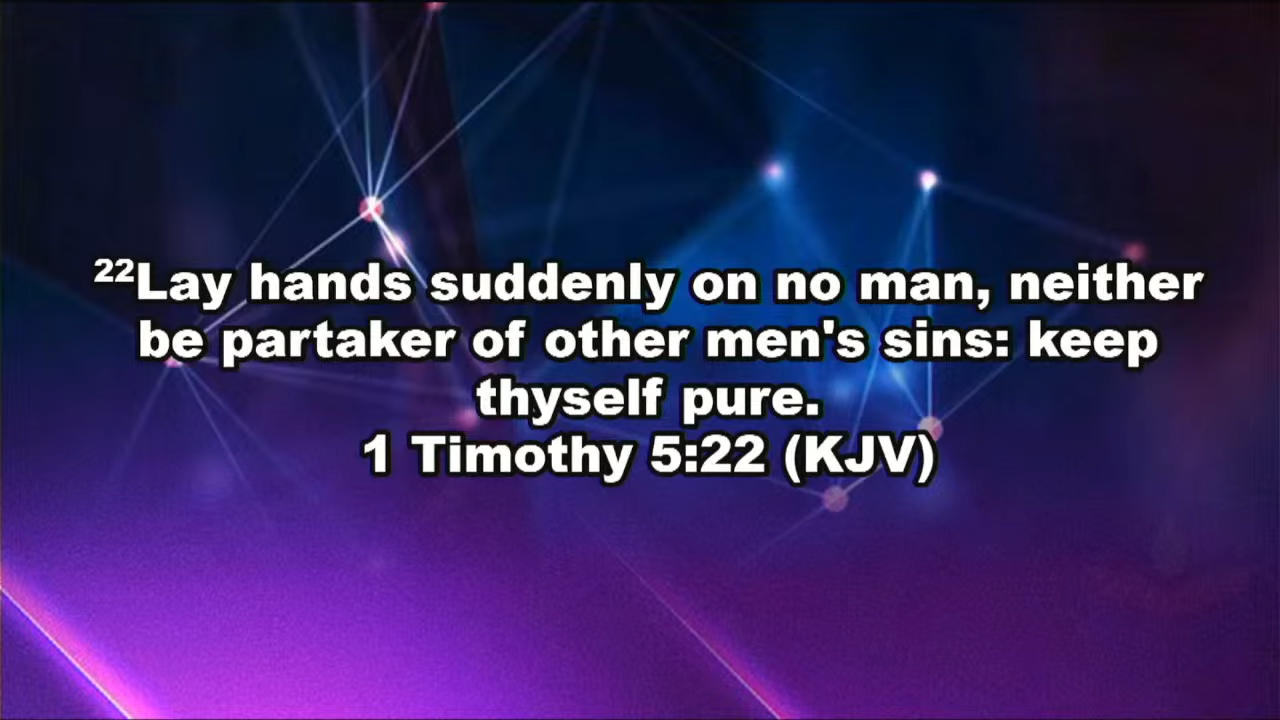 ²²Lay hands suddenly on no man, neither
be partaker of other men's sins: keep
thyself pure.
1 Timothy 5:22 (KJV)